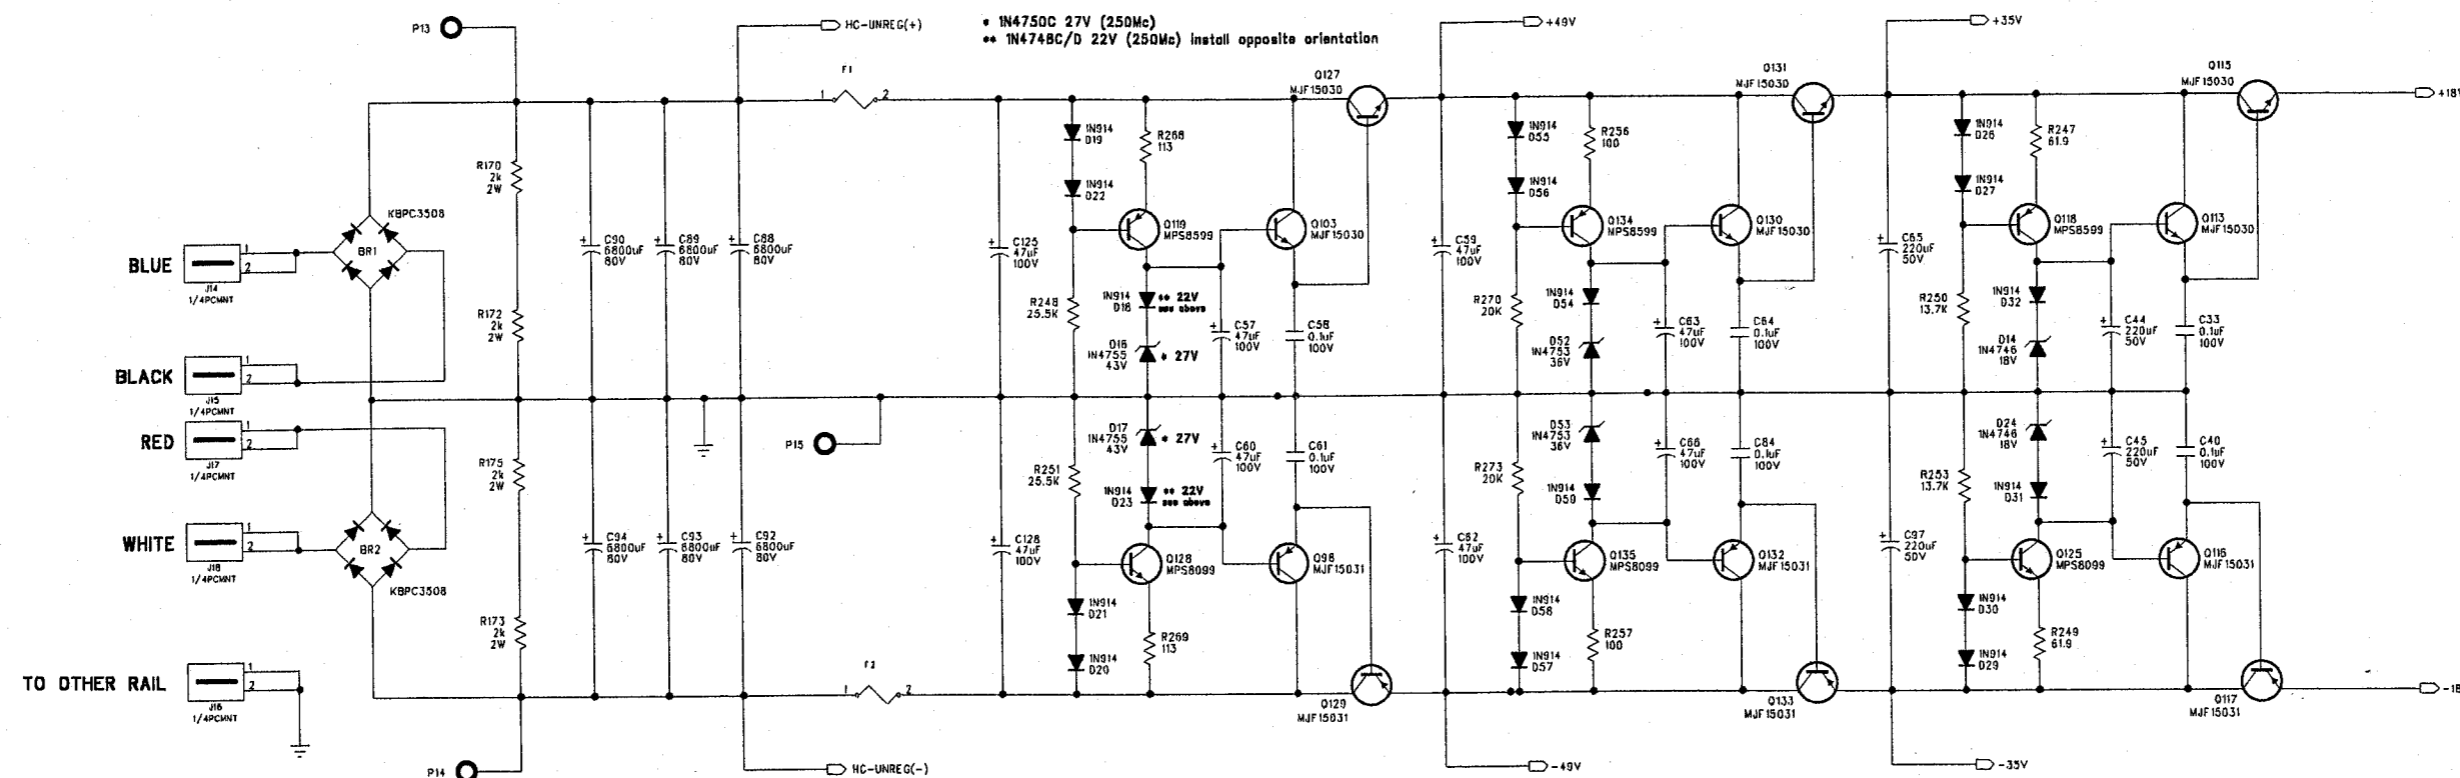 P13
HC-UNREG(+)
* 1N4750C 27V (250Mc)
** 1N4748C/D 22V (250Mc) install opposite orientation
+49V
+35V
F1
1
2
Q127
MJF15030
Q131
MJF15030
Q115
MJF15030
+18V
R170
2k
2W
1N914
D19
R268
113
1N914
D55
R256
100
1N914
D26
R247
61.9
1N914
D22
1N914
D56
1N914
D27
KBPC3508
BR1
C90
6800uF
80V
C89
6800uF
80V
C88
6800uF
80V
C125
47uF
100V
Q119
MPS8599
Q103
MJF15030
C59
47uF
100V
Q134
MPS8599
Q130
MJF15030
C65
220uF
50V
Q118
MPS8599
Q113
MJF15030
BLUE
1
2
J14
1/4PCMNT
R172
2k
2W
R248
25.5K
1N914
D18
** 22V
see above
D16
1N4755
43V
* 27V
C57
47uF
100V
C58
0.1uF
100V
R270
20K
1N914
D54
D52
1N4753
36V
C63
47uF
100V
C64
0.1uF
100V
R250
13.7K
1N914
D32
D14
1N4746
18V
C44
220uF
50V
C33
0.1uF
100V
BLACK
1
2
J15
1/4PCMNT
RED
1
2
J17
1/4PCMNT
P15
R175
2k
2W
R251
25.5K
D17
1N4755
43V
* 27V
1N914
D23
** 22V
see above
C60
47uF
100V
C61
0.1uF
100V
R273
20K
D53
1N4753
36V
1N914
D59
C66
47uF
100V
C84
0.1uF
100V
R253
13.7K
D24
1N4746
18V
1N914
D31
C45
220uF
50V
C40
0.1uF
100V
WHITE
1
2
J18
1/4PCMNT
BR2
KBPC3508
C94
6800uF
80V
C93
6800uF
80V
C92
6800uF
80V
C128
47uF
100V
Q128
MPS8099
Q98
MJF15031
C62
47uF
100V
Q135
MPS8099
Q132
MJF15031
C97
220uF
50V
Q125
MPS8099
Q116
MJF15031
R173
2k
2W
1N914
D21
R269
113
1N914
D20
1N914
D58
R257
100
1N914
D57
1N914
D30
R249
61.9
1N914
D29
TO OTHER RAIL
1
2
J16
1/4PCMNT
F2
1
2
Q129
MJF15031
Q133
MJF15031
Q117
MJF15031
-18
P14
HC-UNREG(-)
-49V
-35V